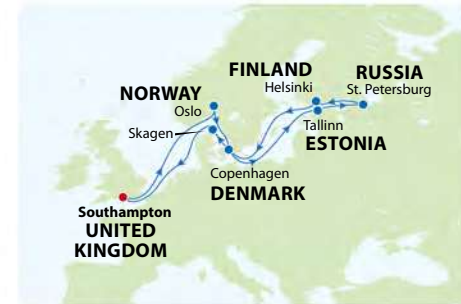 FINLAND
Helsinki
RUSSIA
St. Petersburg
NORWAY
Oslo
Skagen
Tallinn
ESTONIA
Copenhagen
DENMARK
Southampton
UNITED
KINGDOM